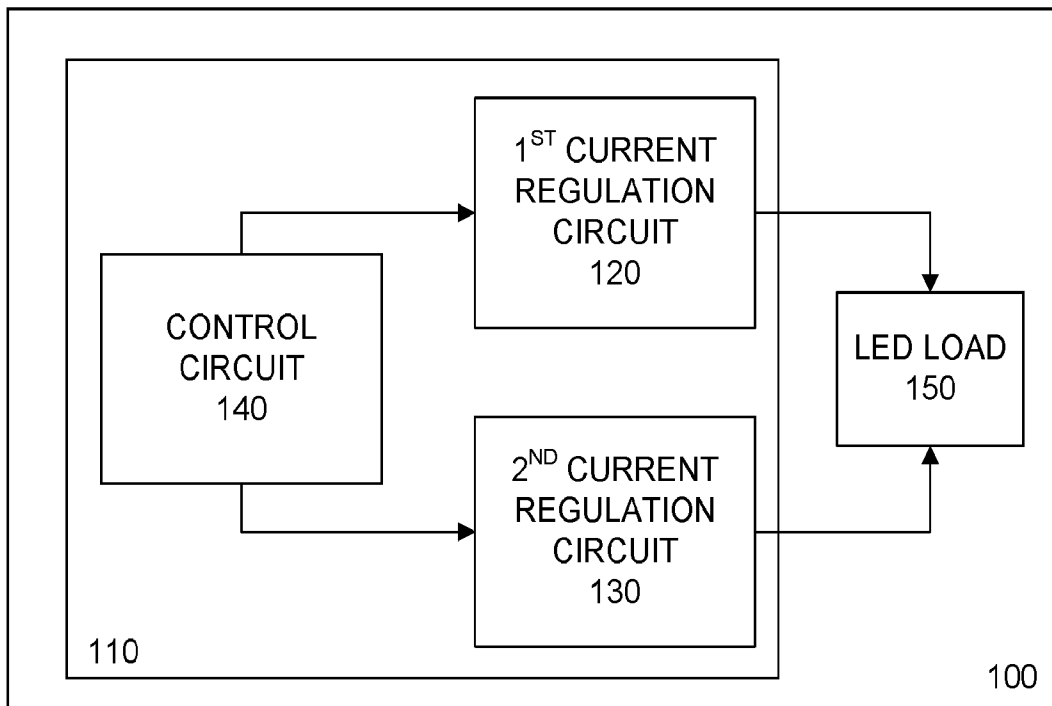 1ST CURRENT
REGULATION
CIRCUIT
120
CONTROL
CIRCUIT
140
LED LOAD
150
2ND CURRENT
REGULATION
CIRCUIT
130
110
100